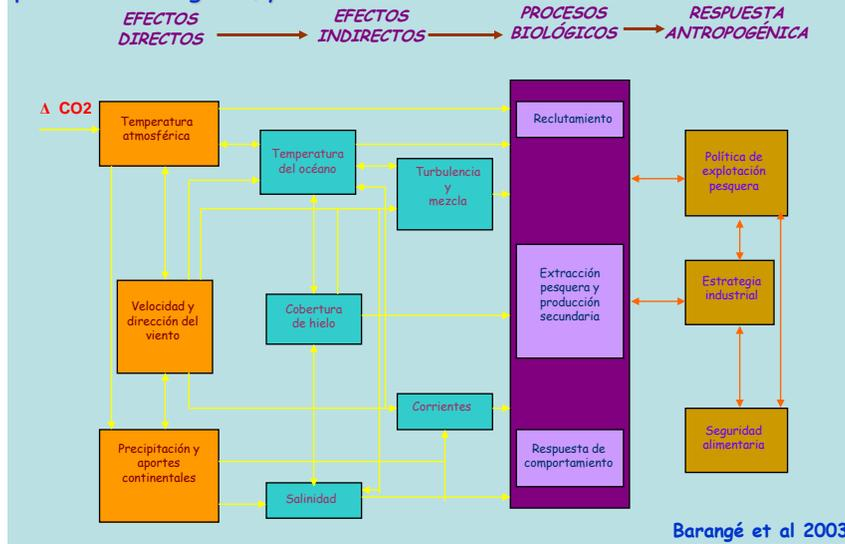 EFECTOS
DIRECTOS
EFECTOS
INDIRECTOS
PROCESOS
BIOLÓGICOS
RESPUESTA
ANTROPOGÉNICA
Δ CO2
Temperatura
atmosférica
Velocidad y
dirección del
viento
Precipitación y
aportes
continentales
Temperatura
del océano
Turbulencia
y
mezcla
Cobertura
de hielo
Corrientes
Salinidad
Reclutamiento
Extracción
pesquera y
producción
secundaria
Respuesta de
comportamiento
Política de
explotación
pesquera
Estrategia
industrial
Seguridad
alimentaria
Barangé et al 2003